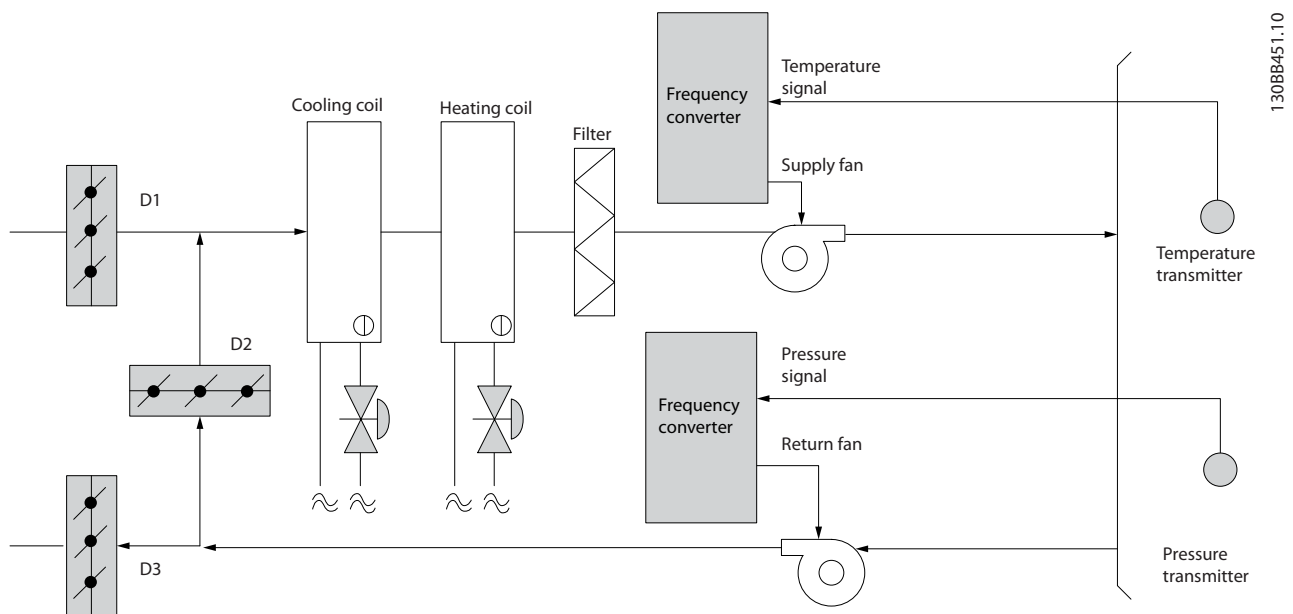 130BB451.10
Temperature
signal
Frequency
converter
Cooling coil
Heating coil
Filter
Supply fan
D1
Temperature
transmitter
D2
Pressure
signal
Frequency
converter
Return fan
Pressure
transmitter
D3